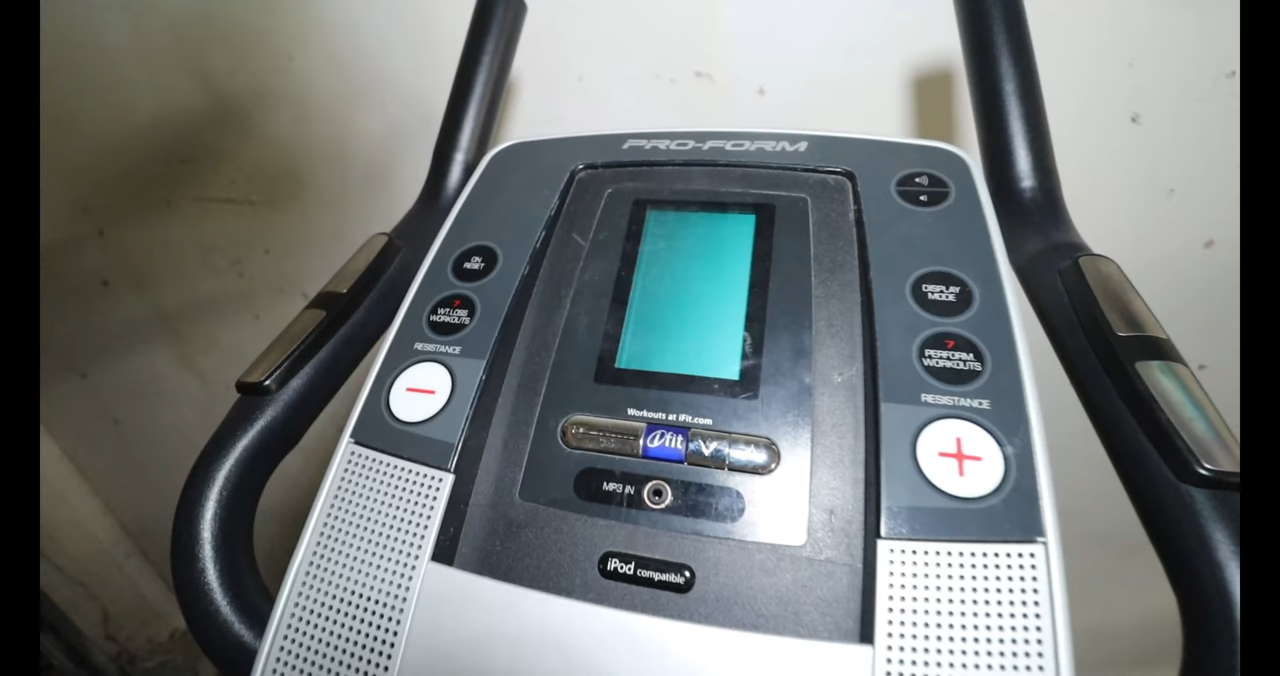 PRO-FORM
ON
RESET
7
WT.LOSS
WORKOUTS
RESISTANCE
DISPLAY
MODE
7
PERFORM.
WORKOUTS
RESISTANCE
Workouts at iFit.com
ifit
MP3 IN
iPod compatible